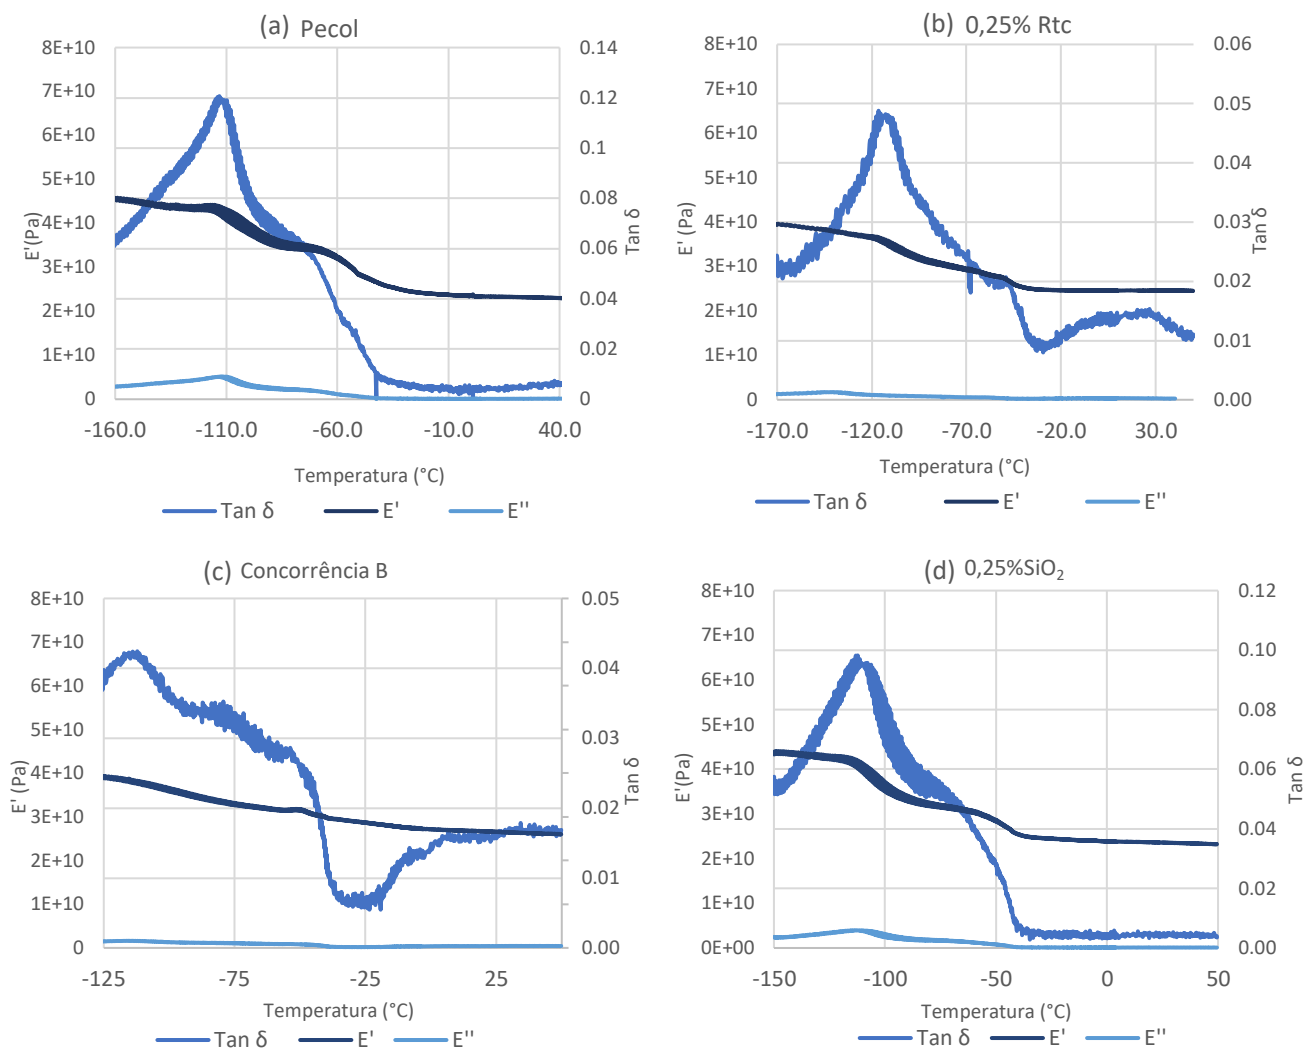 (a) Pecol
8E+10
7E+10
6E+10
5E+10
4E+10
3E+10
2E+10
1E+10
0
E'(Pa)
0.14
0.12
0.1
0.08
0.06
0.04
0.02
0
Tan δ
-160.0 -110.0 -60.0 -10.0 40.0
Temperatura (°C)
Tan δ E' E''
(b) 0,25% Rtc
8E+10
7E+10
6E+10
5E+10
4E+10
3E+10
2E+10
1E+10
0
E' (Pa)
0.06
0.05
0.04
0.03
0.02
0.01
0.00
Tan δ
-170.0 -120.0 -70.0 -20.0 30.0
Temperatura (°C)
Tan δ E' E''
(c) Concorrência B
8E+10
7E+10
6E+10
5E+10
4E+10
3E+10
2E+10
1E+10
0
E' (Pa)
0.05
0.04
0.03
0.02
0.01
0.00
Tan δ
-125 -75 -25 25
Temperatura (°C)
Tan δ E' E''
(d) 0,25%SiO₂
8E+10
7E+10
6E+10
5E+10
4E+10
3E+10
2E+10
1E+10
0E+00
E'(Pa)
0.12
0.10
0.08
0.06
0.04
0.02
0.00
Tan δ
-150 -100 -50 0 50
Temperatura (°C)
Tan δ E' E''